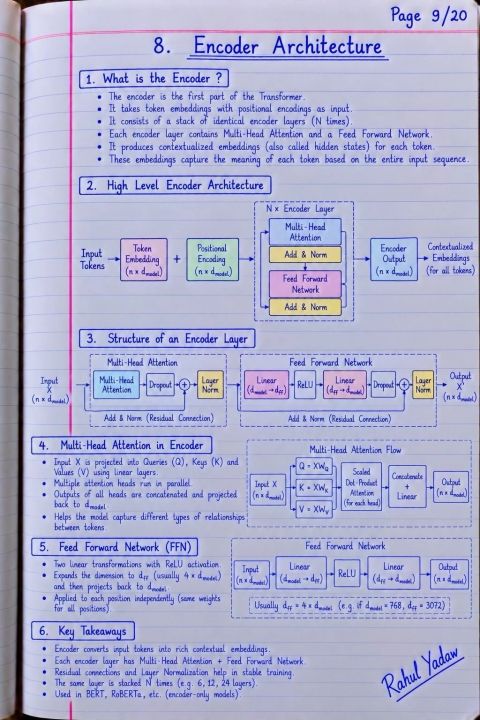 Page 9/20
8. Encoder Architecture
1. What is the Encoder ?
• The encoder is the first part of the Transformer.
• It takes token embeddings with positional encodings as input.
• It consists of a stack of identical encoder layers (N times).
• Each encoder layer contains Multi-Head Attention and a Feed Forward Network.
• It produces contextualized embeddings (also called hidden states) for each token.
• These embeddings capture the meaning of each token based on the entire input sequence.
2. High Level Encoder Architecture
Input
Tokens
Token
Embedding
(n x dmodel)
+
Positional
Encoding
(n x dmodel)
N x Encoder Layer
Multi-Head
Attention
Add & Norm
Feed Forward
Network
Add & Norm
Encoder
Output
(n x dmodel)
Contextualized
Embeddings
(for all tokens)
3. Structure of an Encoder Layer
Input
X
(n x dmodel)
Multi-Head Attention
Multi-Head
Attention
Dropout
+
Layer
Norm
Add & Norm (Residual Connection)
Feed Forward Network
Linear
(dmodel → dff)
ReLU
Linear
(dff → dmodel)
Dropout
+
Layer
Norm
Add & Norm (Residual Connection)
Output
X'
(n x dmodel)
4. Multi-Head Attention in Encoder
• Input X is projected into Queries (Q), Keys (K) and
Values (V) using linear layers.
• Multiple attention heads run in parallel.
• Outputs of all heads are concatenated and projected
back to dmodel.
• Helps the model capture different types of relationships
between tokens.
Multi-Head Attention Flow
Input X
(n x dmodel)
Q = XWQ
K = XWK
V = XWV
Scaled
Dot-Product
Attention
(for each head)
Concatenate
+
Linear
Output
(n x dmodel)
5. Feed Forward Network (FFN)
• Two linear transformations with ReLU activation.
• Expands the dimension to dff (usually 4 x dmodel)
and then projects back to dmodel.
• Applied to each position independently (same weights
for all positions).
Feed Forward Network
Input
(n x dmodel)
Linear
(dmodel → dff)
ReLU
Linear
(dff → dmodel)
Output
(n x dmodel)
Usually dff = 4 x dmodel (e.g. if dmodel = 768, dff = 3072)
6. Key Takeaways
• Encoder converts input tokens into rich contextual embeddings.
• Each encoder layer has Multi-Head Attention + Feed Forward Network.
• Residual connections and Layer Normalization help in stable training.
• The same layer is stacked N times (e.g. 6, 12, 24 layers).
• Used in BERT, RoBERTa, etc. (encoder-only models).
Rahul Yadaw